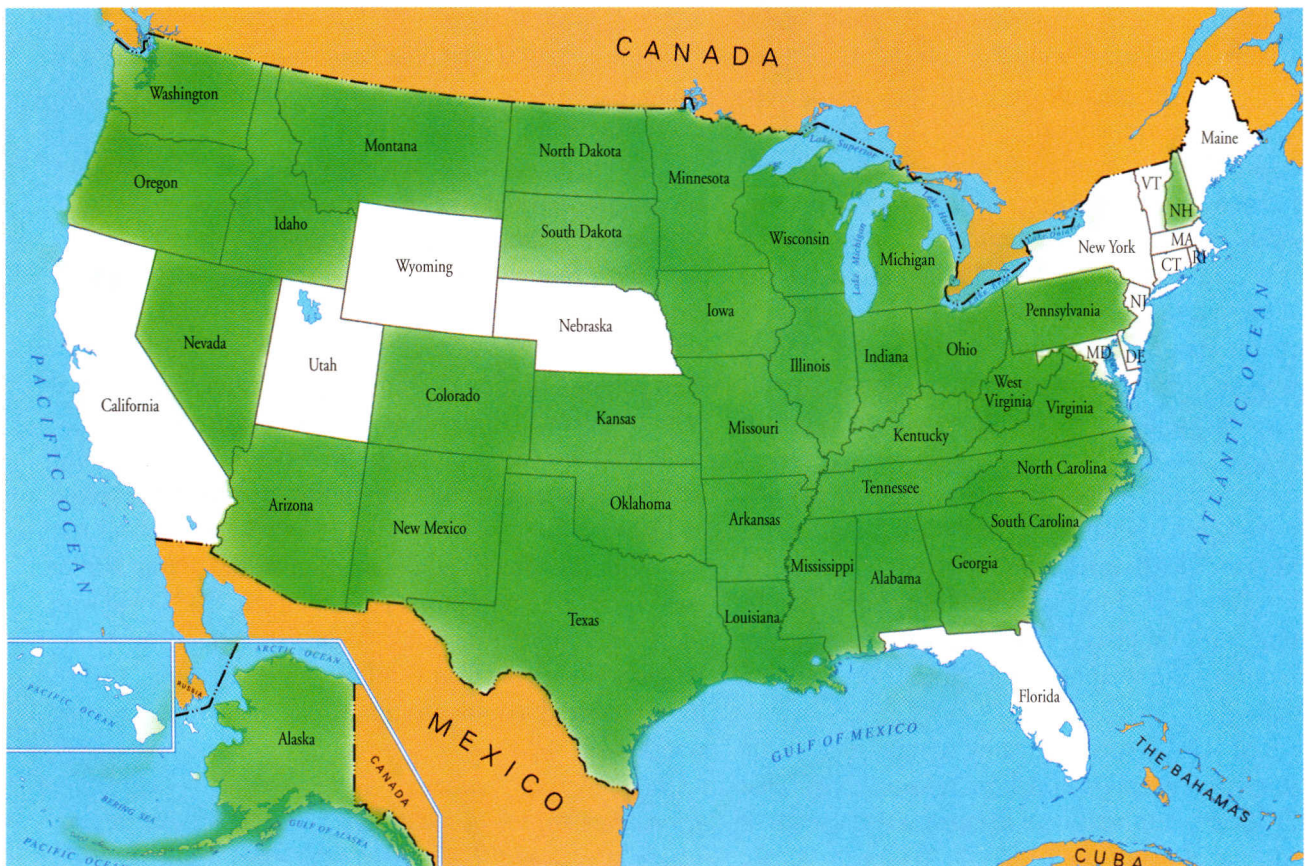 CANADA
Washington
Montana
North Dakota
Minnesota
Lake Superior
Maine
VT
NH
Oregon
Idaho
South Dakota
Wisconsin
Lake Michigan
Michigan
Lake Huron
New York
MA
CT
RI
Wyoming
Nebraska
Iowa
Pennsylvania
NJ
Nevada
Utah
Colorado
Illinois
Indiana
Ohio
MD
DE
California
Kansas
Missouri
West
Virginia
Virginia
Kentucky
PACIFIC OCEAN
ATLANTIC OCEAN
Arizona
New Mexico
Oklahoma
Arkansas
Tennessee
North Carolina
South Carolina
Mississippi
Alabama
Georgia
Texas
Louisiana
Florida
ARCTIC OCEAN
RUSSIA
PACIFIC OCEAN
Alaska
CANADA
MEXICO
GULF OF MEXICO
THE BAHAMAS
BERING SEA
GULF OF ALASKA
PACIFIC
CUBA